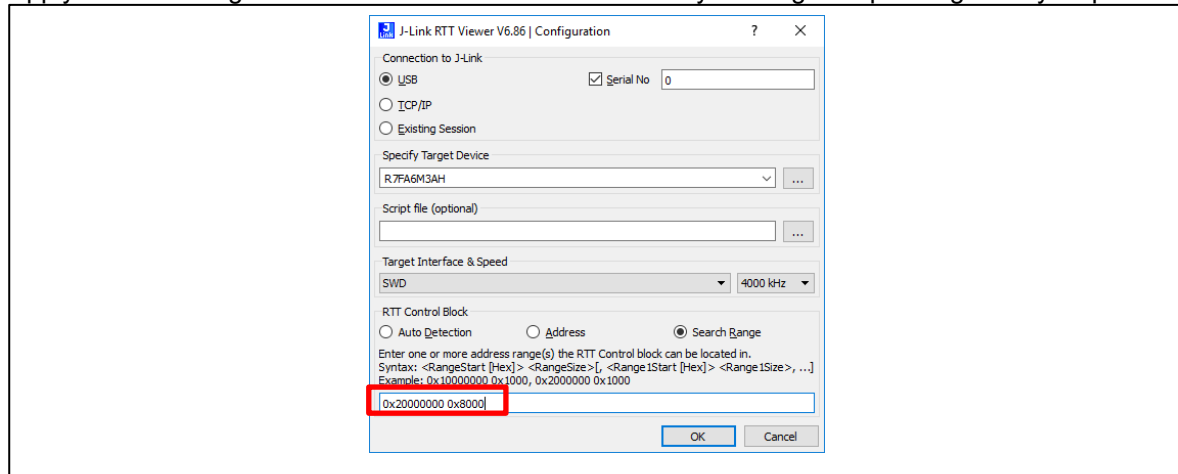 J-Link RTT Viewer V6.86 | Configuration ? ×
Connection to J-Link
USB Serial No 0
TCP/IP
Existing Session
Specify Target Device
R7FA6M3AH ...
Script file (optional)
...
Target Interface & Speed
SWD 4000 kHz
RTT Control Block
Auto Detection Address Search Range
Enter one or more address range(s) the RTT Control block can be located in.
Syntax: <RangeStart [Hex]> <RangeSize>[, <Range1Start [Hex]> <Range1Size>, ...]
Example: 0x10000000 0x1000, 0x2000000 0x1000
0x20000000 0x8000
OK Cancel